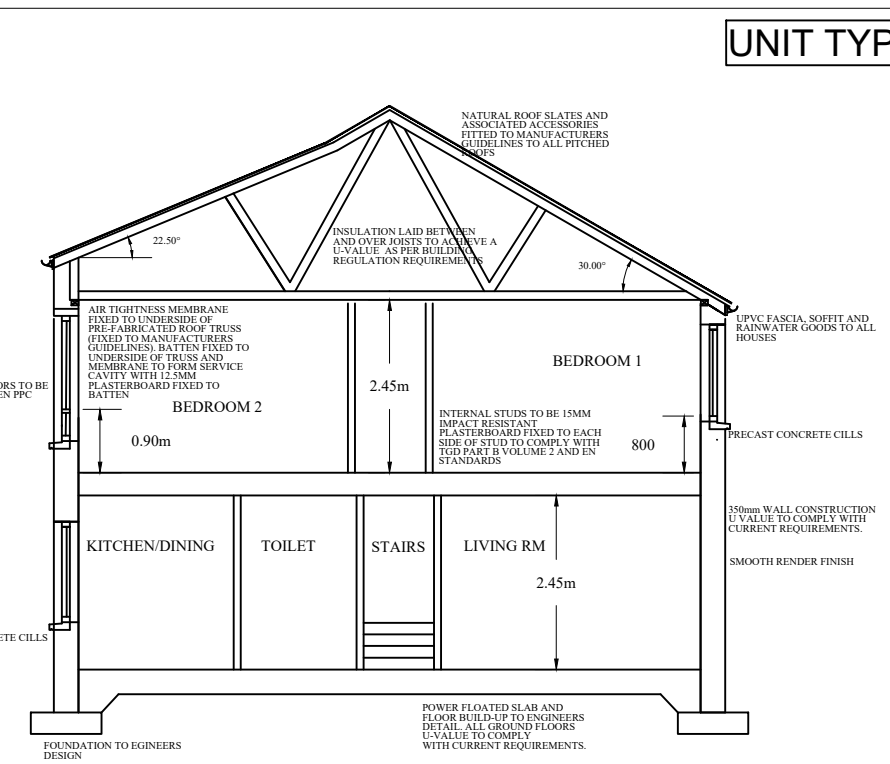 UNIT TYP
NATURAL ROOF SLATES AND
ASSOCIATED ACCESSORIES
FITTED TO MANUFACTURERS
GUIDELINES TO ALL PITCHED
ROOFS
22.50°
INSULATION LAID BETWEEN
AND OVER JOISTS TO ACHIEVE A
U-VALUE AS PER BUILDING
REGULATION REQUIREMENTS
30.00°
AIR TIGHTNESS MEMBRANE
FIXED TO UNDERSIDE OF
PRE-FABRICATED ROOF TRUSS
(FIXED TO MANUFACTURERS
GUIDELINES). BATTEN FIXED TO
UNDERSIDE OF TRUSS AND
MEMBRANE TO FORM SERVICE
CAVITY WITH 12.5MM
PLASTERBOARD FIXED TO
BATTEN
UPVC FASCIA, SOFFIT AND
RAINWATER GOODS TO ALL
HOUSES
ORS TO BE
EN PPC
BEDROOM 2
2.45m
BEDROOM 1
0.90m
INTERNAL STUDS TO BE 15MM
IMPACT RESISTANT
PLASTERBOARD FIXED TO EACH
SIDE OF STUD TO COMPLY WITH
TGD PART B VOLUME 2 AND EN
STANDARDS
800
PRECAST CONCRETE CILLS
350mm WALL CONSTRUCTION
U VALUE TO COMPLY WITH
CURRENT REQUIREMENTS.
KITCHEN/DINING
TOILET
STAIRS
LIVING RM
SMOOTH RENDER FINISH
2.45m
ETE CILLS
POWER FLOATED SLAB AND
FLOOR BUILD-UP TO ENGINEERS
DETAIL. ALL GROUND FLOORS
U-VALUE TO COMPLY
WITH CURRENT REQUIREMENTS.
FOUNDATION TO EGINEERS
DESIGN